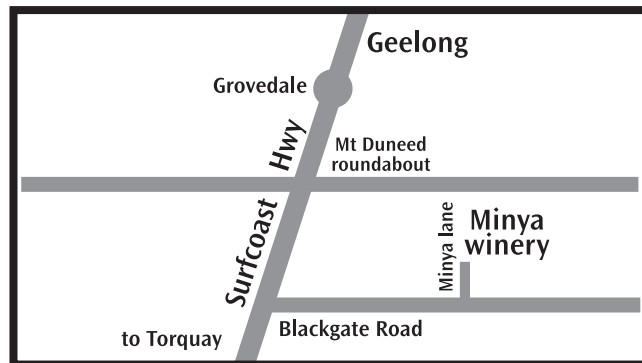 Geelong
Grovedale
Mt Duneed
roundabout
Surfcoast Hwy
Minya lane
Minya
winery
Blackgate Road
to Torquay